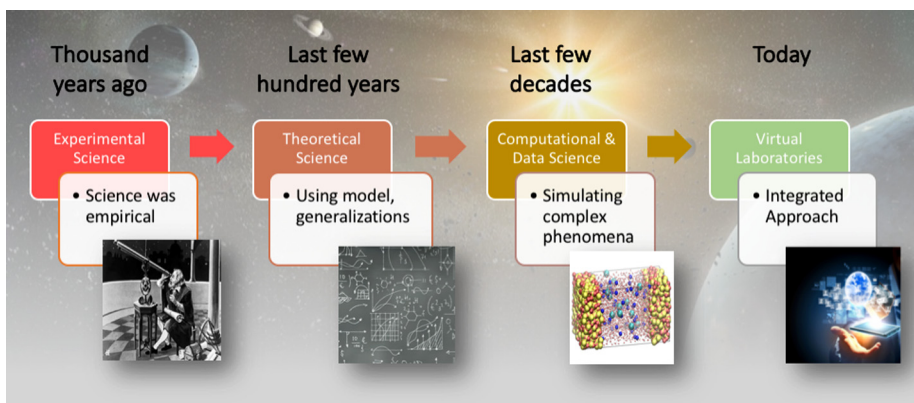 Thousand
years ago
Last few
hundred years
Last few
decades
Today
Experimental
Science
Theoretical
Science
Computational &
Data Science
Virtual
Laboratories
• Science was
empirical
• Using model,
generalizations
• Simulating
complex
phenomena
• Integrated
Approach